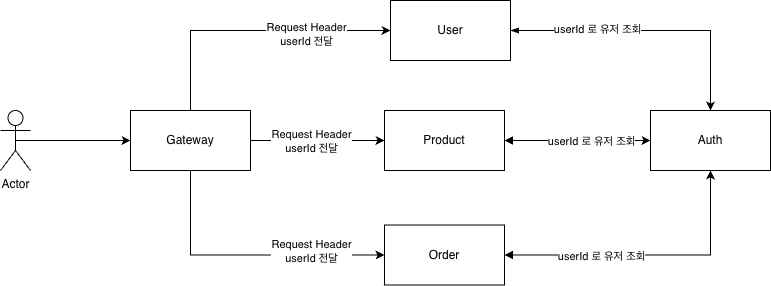 Request Header
userId 전달
User
userId 로 유저 조회
Actor
Gateway
Request Header
userId 전달
Product
userId 로 유저 조회
Auth
Request Header
userId 전달
Order
userId 로 유저 조회